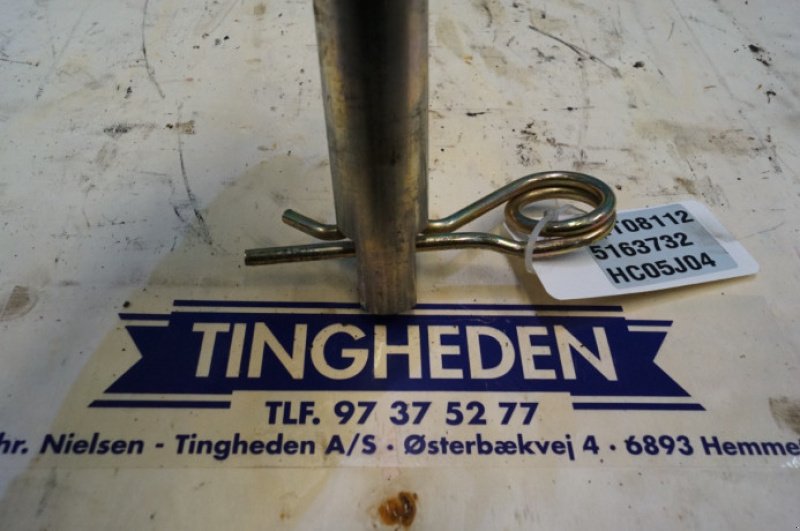 108112
5163732
HC05J04
TINGHEDEN
TLF. 97 37 52 77
hr. Nielsen - Tingheden A/S · Østerbækvej 4 · 6893 Hemme